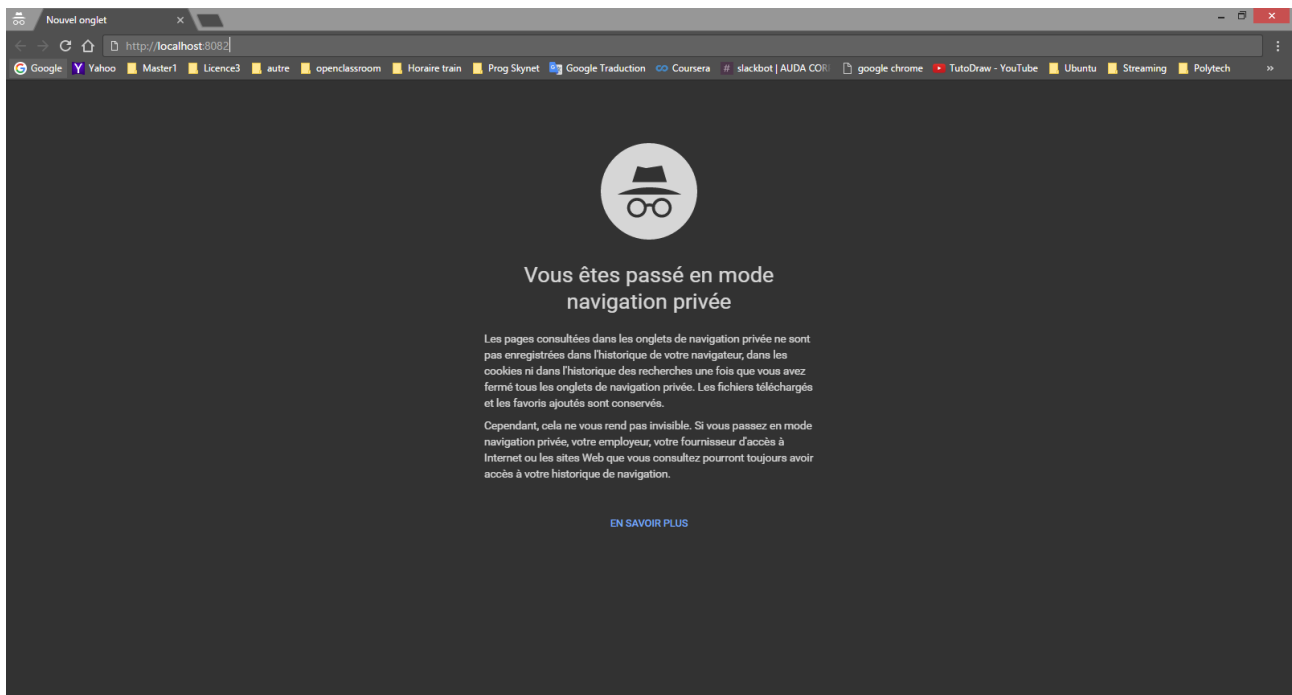 Nouvel onglet
http://localhost:8082
Google Yahoo Master1 Licence3 autre openclassroom Horaire train Prog Skynet Google Traduction Coursera slackbot | AUDA COR google chrome TutoDraw - YouTube Ubuntu Streaming Polytech »
Vous êtes passé en mode
navigation privée
Les pages consultées dans les onglets de navigation privée ne sont
pas enregistrées dans l'historique de votre navigateur, dans les
cookies ni dans l'historique des recherches une fois que vous avez
fermé tous les onglets de navigation privée. Les fichiers téléchargés
et les favoris ajoutés sont conservés.
Cependant, cela ne vous rend pas invisible. Si vous passez en mode
navigation privée, votre employeur, votre fournisseur d'accès à
Internet ou les sites Web que vous consultez pourront toujours avoir
accès à votre historique de navigation.
EN SAVOIR PLUS